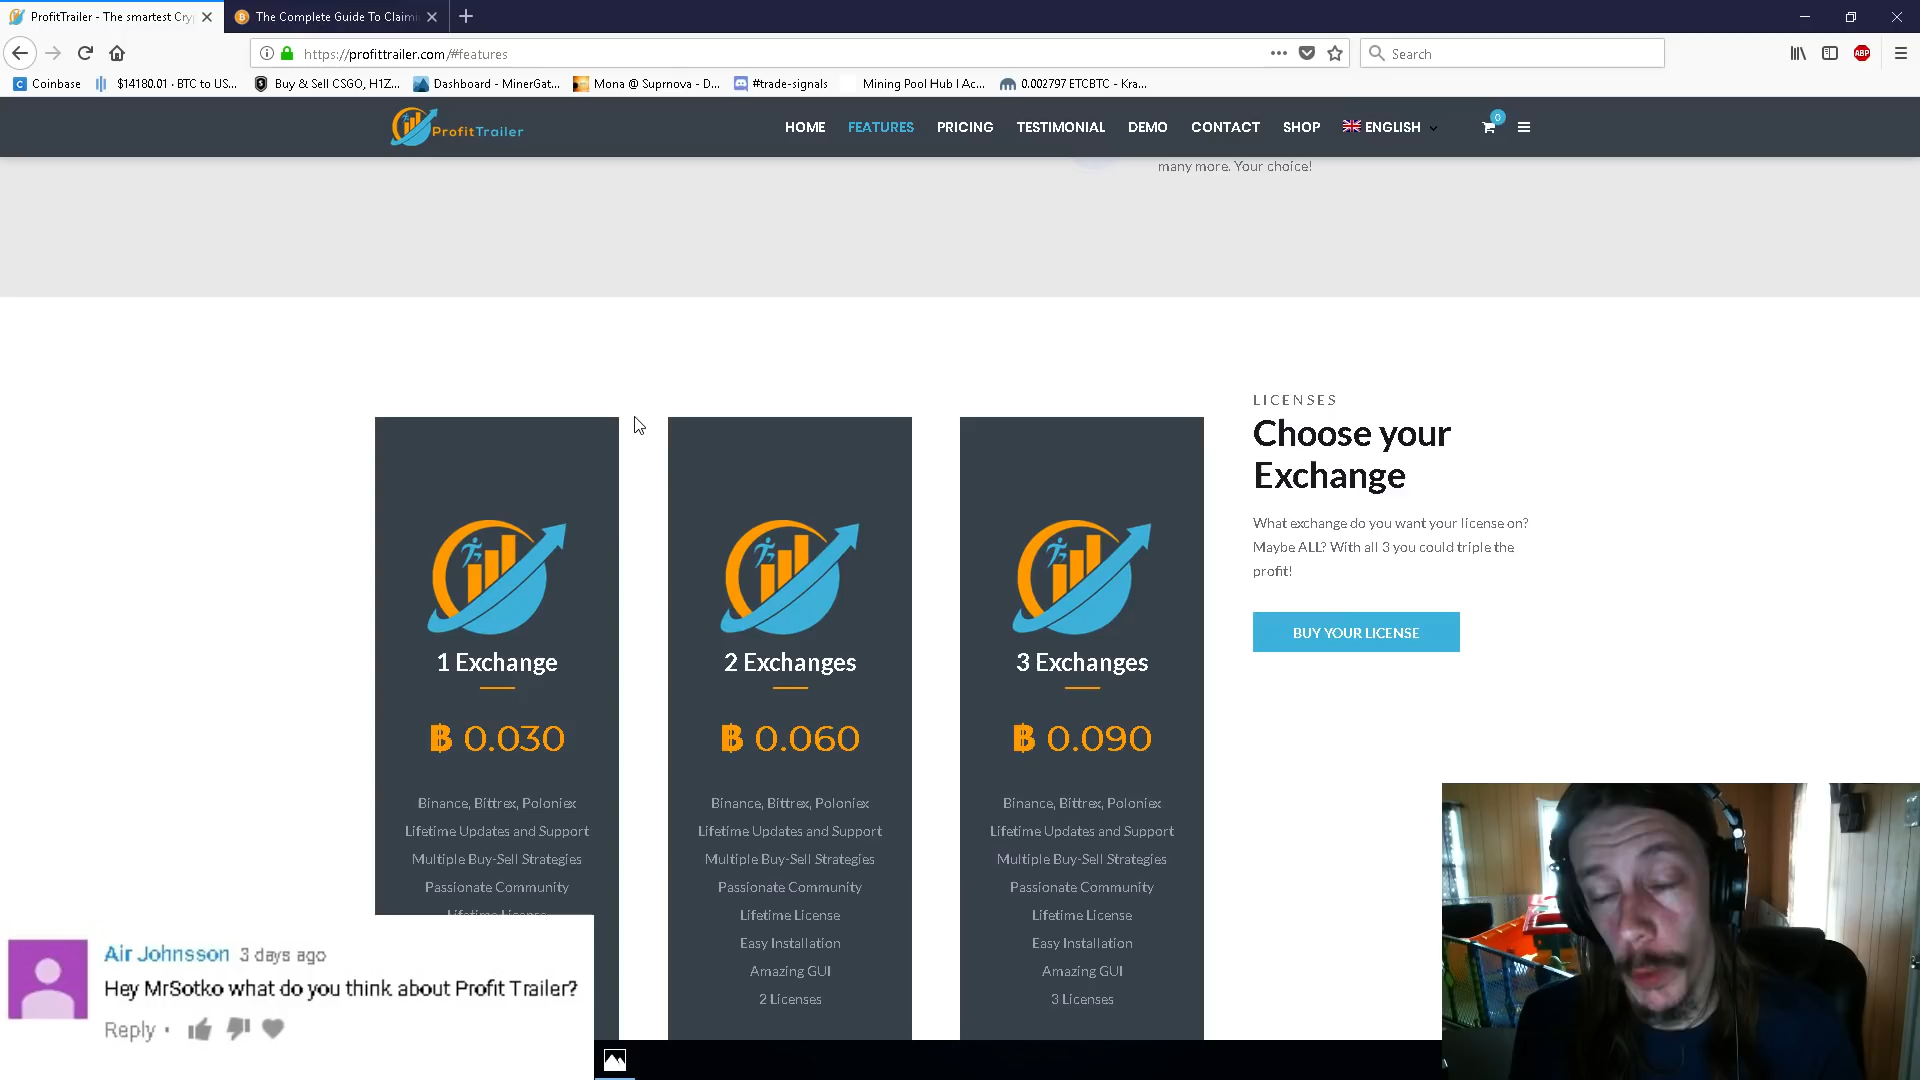 ProfitTrailer - The smartest Cry
The Complete Guide To Claimi
https://profittrailer.com/#features
Search
ABP
Coinbase
$14180.01 · BTC to US...
Buy & Sell CSGO, H1Z...
Dashboard - MinerGat...
Mona @ Suprnova - D...
#trade-signals
Mining Pool Hub | Ac...
0.002797 ETCBTC - Kra...
ProfitTrailer
HOME
FEATURES
PRICING
TESTIMONIAL
DEMO
CONTACT
SHOP
ENGLISH
0
many more. Your choice!
LICENSES
Choose your
Exchange
What exchange do you want your license on?
Maybe ALL? With all 3 you could triple the
profit!
BUY YOUR LICENSE
1 Exchange
฿ 0.030
Binance, Bittrex, Poloniex
Lifetime Updates and Support
Multiple Buy-Sell Strategies
Passionate Community
Lifetime License
2 Exchanges
฿ 0.060
Binance, Bittrex, Poloniex
Lifetime Updates and Support
Multiple Buy-Sell Strategies
Passionate Community
Lifetime License
Easy Installation
Amazing GUI
2 Licenses
3 Exchanges
฿ 0.090
Binance, Bittrex, Poloniex
Lifetime Updates and Support
Multiple Buy-Sell Strategies
Passionate Community
Lifetime License
Easy Installation
Amazing GUI
3 Licenses
Air Johnsson 3 days ago
Hey MrSotko what do you think about Profit Trailer?
Reply ·